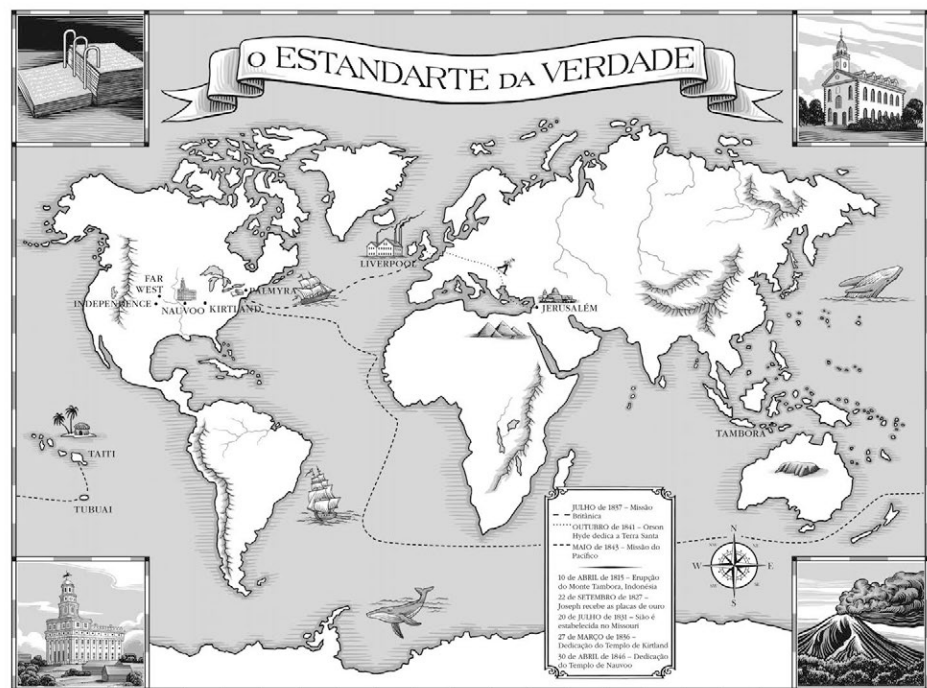 O ESTANDARTE DA VERDADE
LIVERPOOL
FAR
WEST
PALMYRA
INDEPENDENCE
NAUVOO
KIRTLAND
JERUSALÉM
TAITI
TUBUAI
TAMBORA
JULHO de 1837 – Missão
Britânica
OUTUBRO de 1841 – Orson
Hyde dedica a Terra Santa
MAIO de 1843 – Missão do
Pacífico
10 de ABRIL de 1815 – Erupção
do Monte Tambora, Indonésia
22 de SETEMBRO de 1827 –
Joseph recebe as placas de ouro
20 de JULHO de 1831 – Sião é
estabelecida no Missouri
27 de MARÇO de 1836 –
Dedicação do Templo de Kirtland
30 de ABRIL de 1846 – Dedicação
do Templo de Nauvoo
N
W
E
S